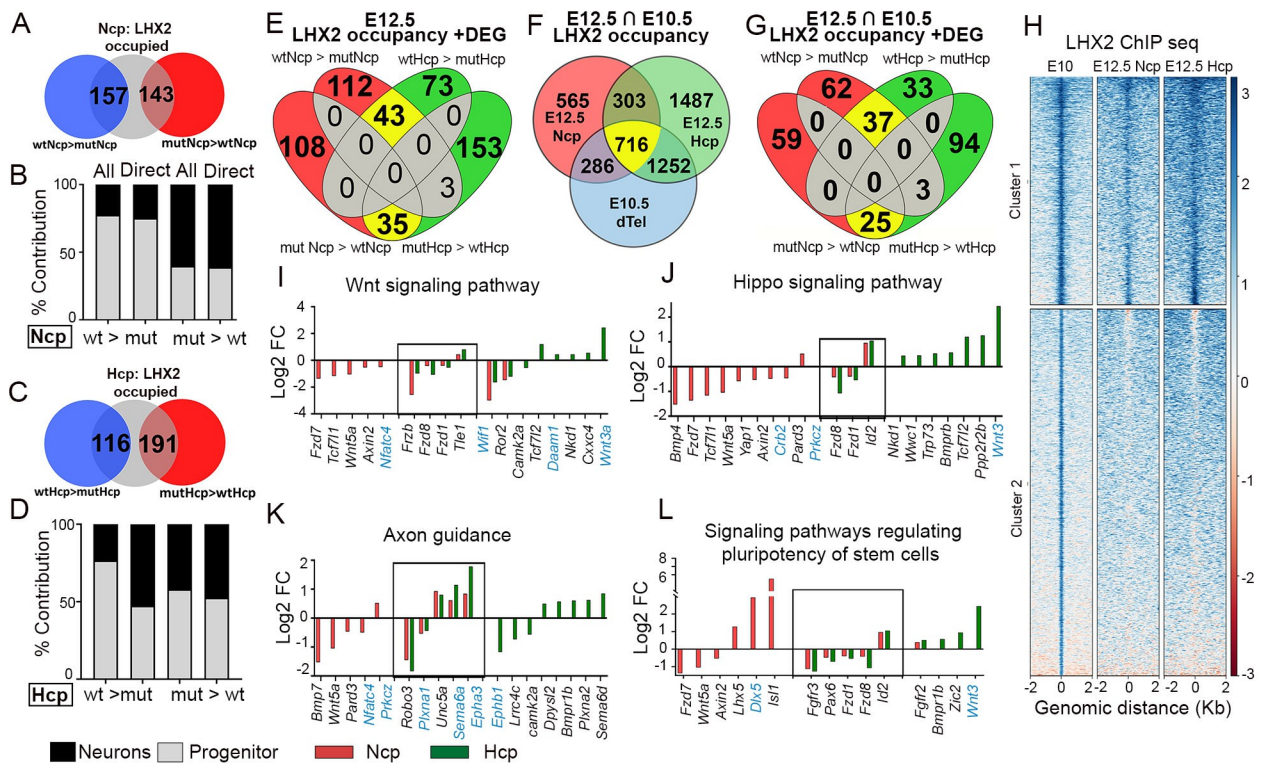 A
Ncp: LHX2
occupied
157
143
wtNcp>mutNcp
mutNcp>wtNcp
B
All Direct All Direct
100
50
0
% Contribution
Ncp
wt > mut
mut > wt
C
Hcp: LHX2
occupied
116
191
wtHcp>mutHcp
mutHcp>wtHcp
D
100
50
0
% Contribution
Hcp
wt >mut
mut > wt
Neurons
Progenitor
Ncp
Hcp
E
E12.5
LHX2 occupancy +DEG
wtNcp > mutNcp
wtHcp > mutHcp
112
73
0
43
0
108
0
0
153
0
0
3
35
mut Ncp > wtNcp
mutHcp > wtHcp
F
E12.5 ∩ E10.5
LHX2 occupancy
565
303
1487
E12.5
Ncp
E12.5
Hcp
716
286
1252
E10.5
dTel
G
E12.5 ∩ E10.5
LHX2 occupancy +DEG
wtNcp > mutNcp
wtHcp > mutHcp
62
33
0
37
0
59
0
0
94
0
0
3
25
mutNcp > wtNcp
mutHcp > wtHcp
H
LHX2 ChIP seq
E10
E12.5 Ncp
E12.5 Hcp
Cluster 1
Cluster 2
3
2
1
0
-1
-2
-3
-2 0 2
-2 0 2
-2 0 2
Genomic distance (Kb)
I
Wnt signaling pathway
Log2 FC
4
2
0
-2
-4
Fzd7
Tcf7l1
Wnt5a
Axin2
Nfatc4
Frzb
Fzd8
Fzd1
Tle1
Wif1
Ror2
Camk2a
Tcf7l2
Daam1
Nkd1
Cxxc4
Wnt3a
J
Hippo signaling pathway
Log2 FC
2
1
0
-1
-2
Bmp4
Fzd7
Tcf7l1
Wnt5a
Yap1
Axin2
Crb2
Pard3
Prkcz
Fzd8
Fzd1
Id2
Nkd1
Wwc1
Trp73
Bmprb
Tcf7l2
Ppp2r2b
Wnt3
K
Axon guidance
Log2 FC
2
1
0
-1
-2
Bmp7
Wnt5a
Pard3
Nfatc4
Prkcz
Robo3
Plxna1
Unc5a
Sema6a
Epha3
Ephb1
Lrrc4c
camk2a
Dpysl2
Bmpr1b
Plxna2
Sema6d
L
Signaling pathways regulating
pluripotency of stem cells
Log2 FC
8
6
2
1
0
-1
Fzd7
Wnt5a
Axin2
Lhx5
Dlx5
Isl1
Fgfr3
Pax6
Fzd1
Fzd8
Id2
Fgfr2
Bmpr1b
Zic2
Wnt3